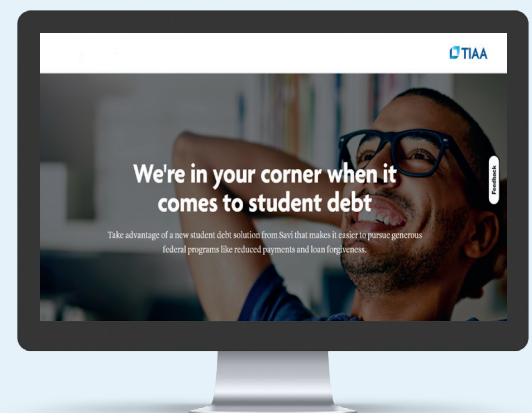 TIAA
We're in your corner when it
comes to student debt
Feedback
Take advantage of a new student debt solution from Savi that makes it easier to pursue generous
federal programs like reduced payments and loan forgiveness.